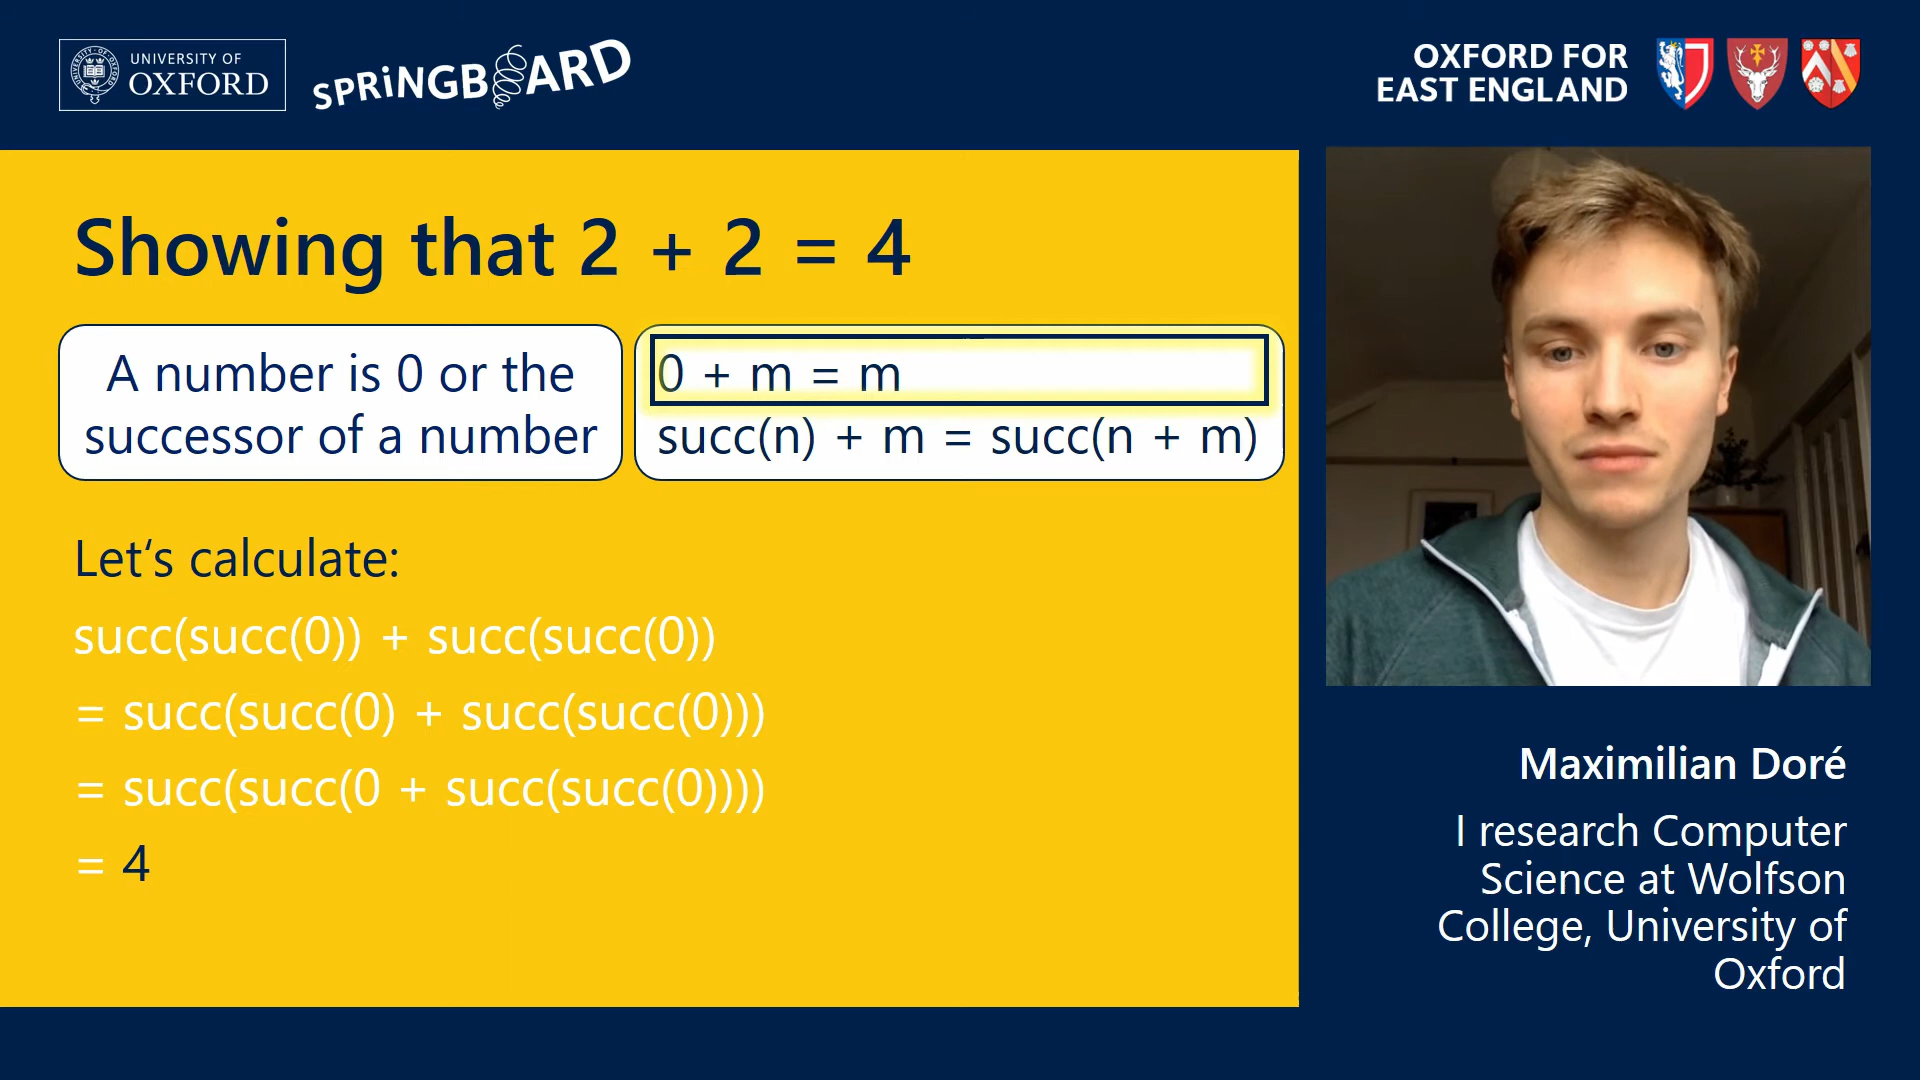 UNIVERSITY OF
OXFORD
SPRiNGBOARD
OXFORD FOR
EAST ENGLAND
Showing that 2 + 2 = 4
A number is 0 or the
successor of a number
0 + m = m
succ(n) + m = succ(n + m)
Let‘s calculate:
succ(succ(0)) + succ(succ(0))
= succ(succ(0) + succ(succ(0)))
= succ(succ(0 + succ(succ(0))))
= 4
Maximilian Doré
I research Computer
Science at Wolfson
College, University of
Oxford